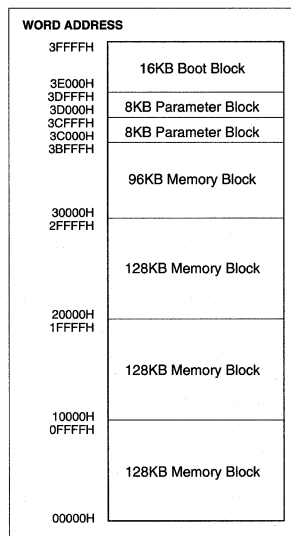 WORD ADDRESS
3FFFFH
16KB Boot Block
3E000H
3DFFFH
8KB Parameter Block
3D000H
3CFFFH
8KB Parameter Block
3C000H
3BFFFH
96KB Memory Block
30000H
2FFFFH
128KB Memory Block
20000H
1FFFFH
128KB Memory Block
10000H
0FFFFH
128KB Memory Block
00000H